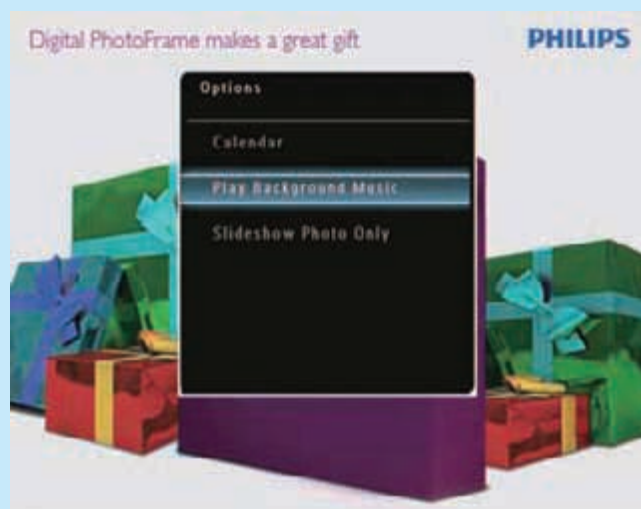 Digital PhotoFrame makes a great gift
PHILIPS
Options
Calendar
Play Background Music
Slideshow Photo Only